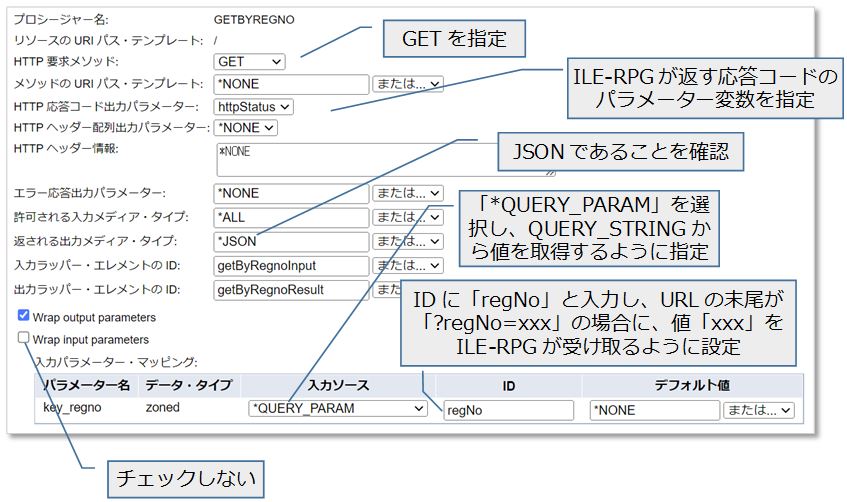 プロシージャー名: GETBYREGNO
リソースの URI パス・テンプレート: /
HTTP 要求メソッド: GET
メソッドの URI パス・テンプレート: *NONE または...
HTTP 応答コード出力パラメーター: httpStatus
HTTP ヘッダー配列出力パラメーター: *NONE
HTTP ヘッダー情報: *NONE
エラー応答出力パラメーター: *NONE または...
許可される入力メディア・タイプ: *ALL または...
返される出力メディア・タイプ: *JSON または...
入力ラッパー・エレメントの ID: getByRegnoInput または...
出力ラッパー・エレメントの ID: getByRegnoResult また
Wrap output parameters
Wrap input parameters
入力パラメーター・マッピング:
パラメーター名 データ・タイプ 入力ソース ID デフォルト値
key_regno zoned *QUERY_PARAM regNo *NONE または...
GET を指定
ILE-RPG が返す応答コードの
パラメーター変数を指定
JSON であることを確認
「*QUERY_PARAM」を選
択し、QUERY_STRING か
ら値を取得するように指定
ID に「regNo」と入力し、URL の末尾が
「?regNo=xxx」の場合に、値「xxx」を
ILE-RPG が受け取るように設定
チェックしない